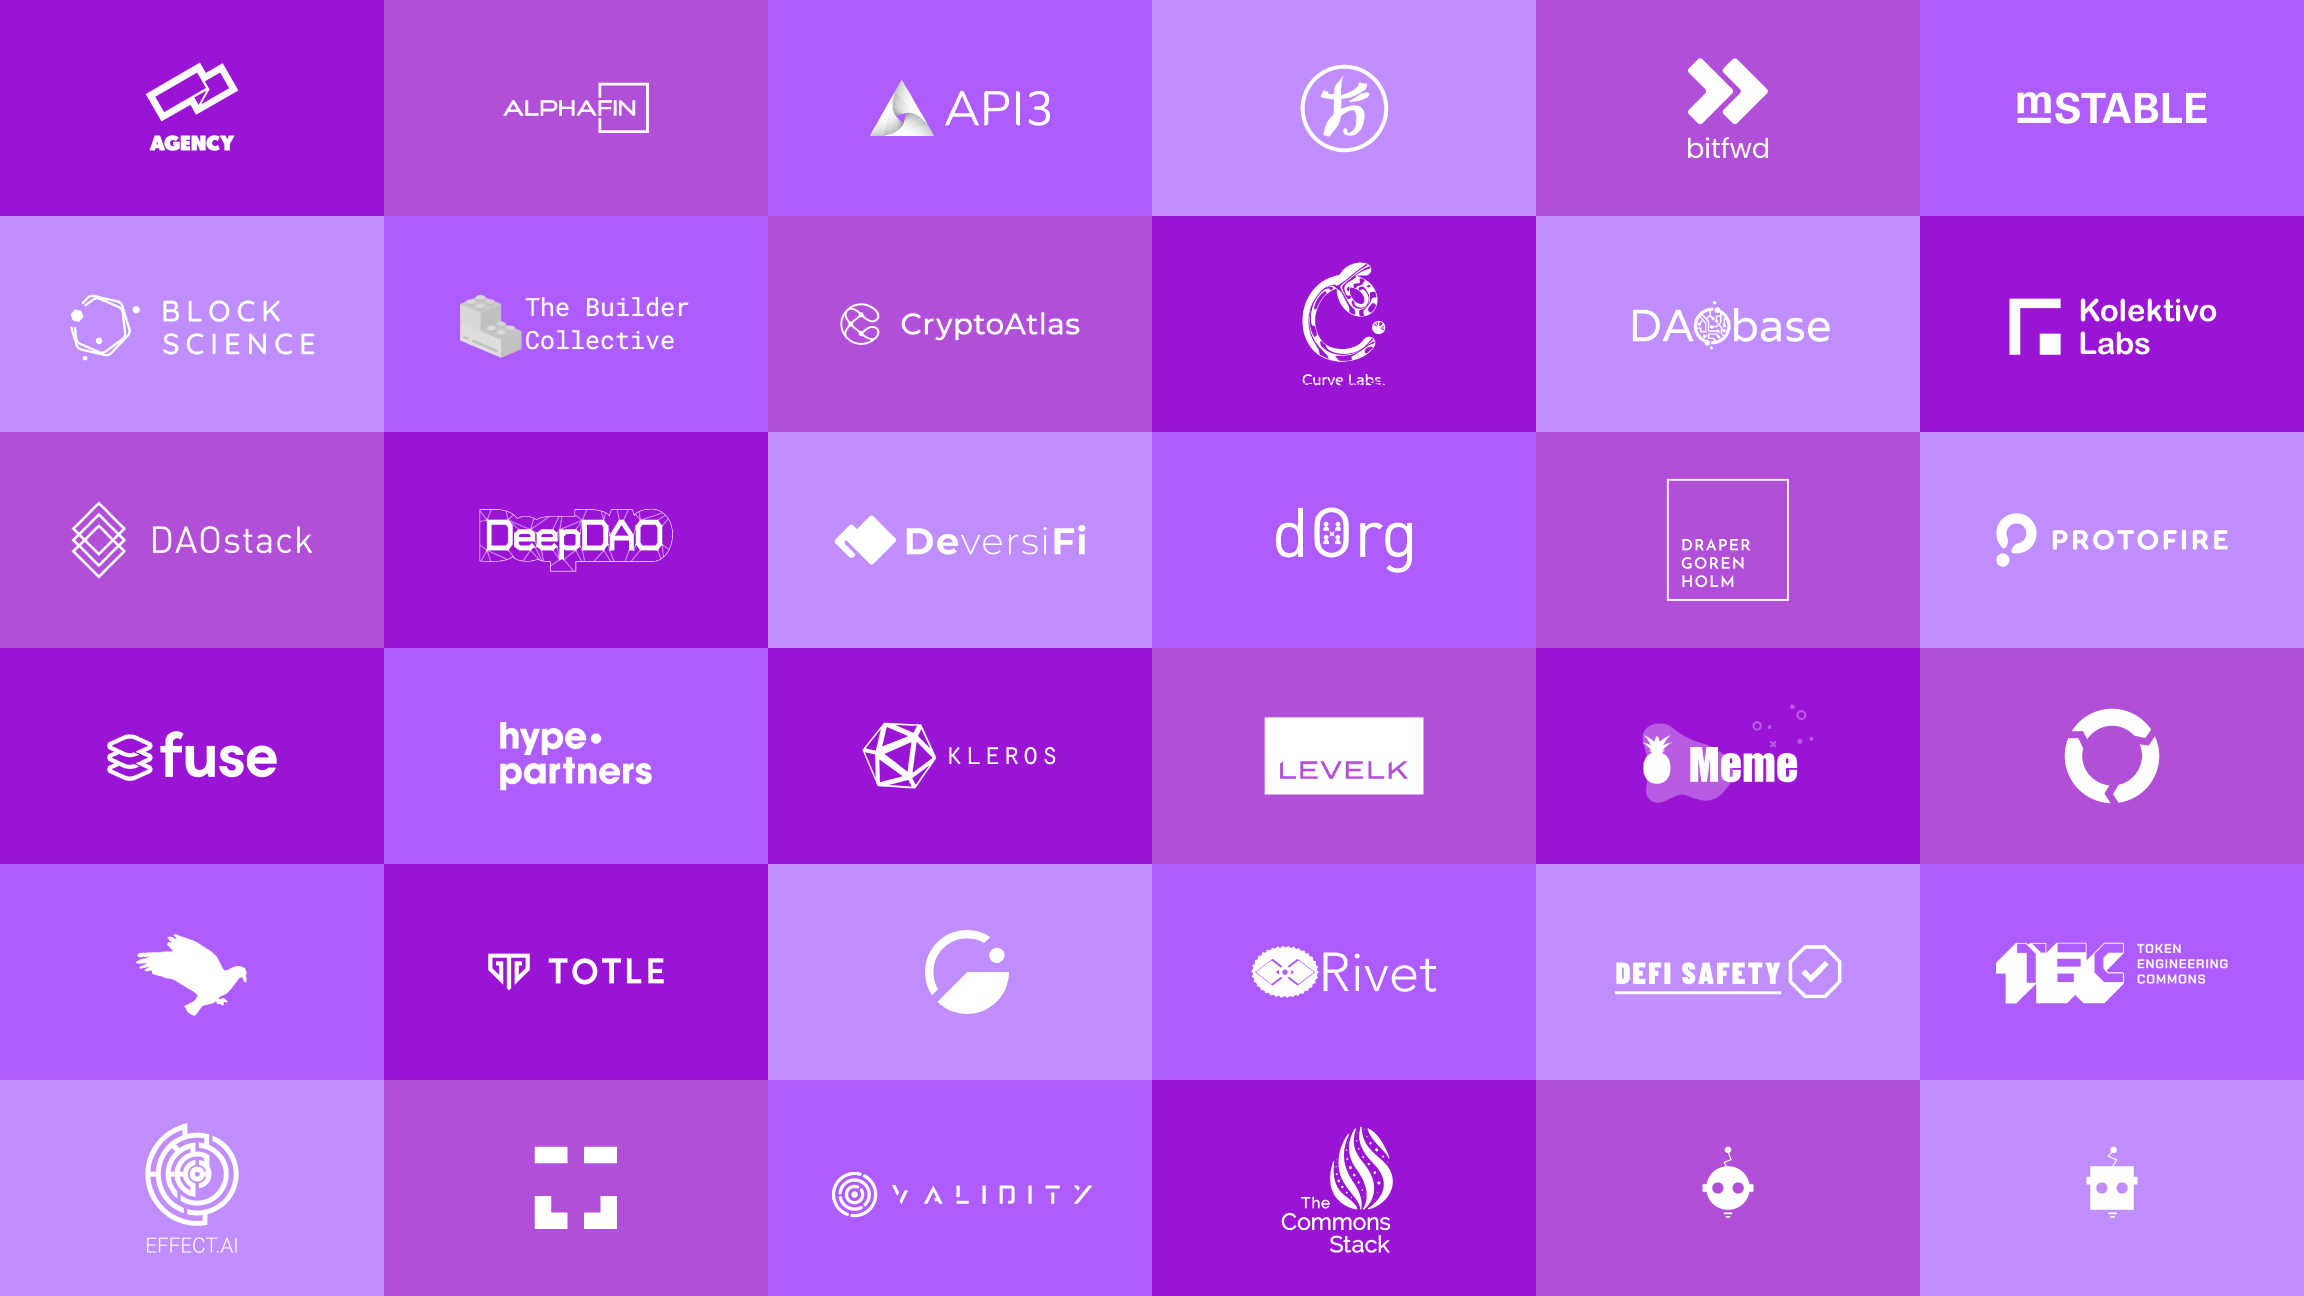 AGENCY
ALPHAFIN
API3
bitfwd
mSTABLE
BLOCK
SCIENCE
The Builder
Collective
CryptoAtlas
Curve Labs.
DAObase
Kolektivo
Labs
DAOstack
DeepDAO
DeversiFi
dOrg
DRAPER
GOREN
HOLM
PROTOFIRE
fuse
hype
partners
KLEROS
LEVELK
Meme
TOTLE
Rivet
DEFI SAFETY
TEC
TOKEN
ENGINEERING
COMMONS
EFFECT.AI
VALIDITY
The
Commons
Stack